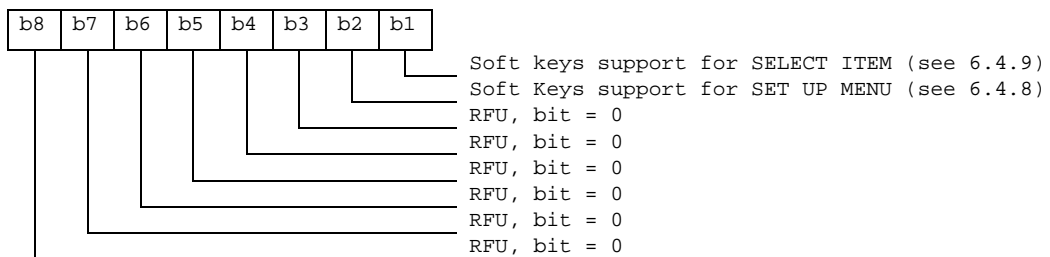 b8 b7 b6 b5 b4 b3 b2 b1
Soft keys support for SELECT ITEM (see 6.4.9)
Soft Keys support for SET UP MENU (see 6.4.8)
RFU, bit = 0
RFU, bit = 0
RFU, bit = 0
RFU, bit = 0
RFU, bit = 0
RFU, bit = 0